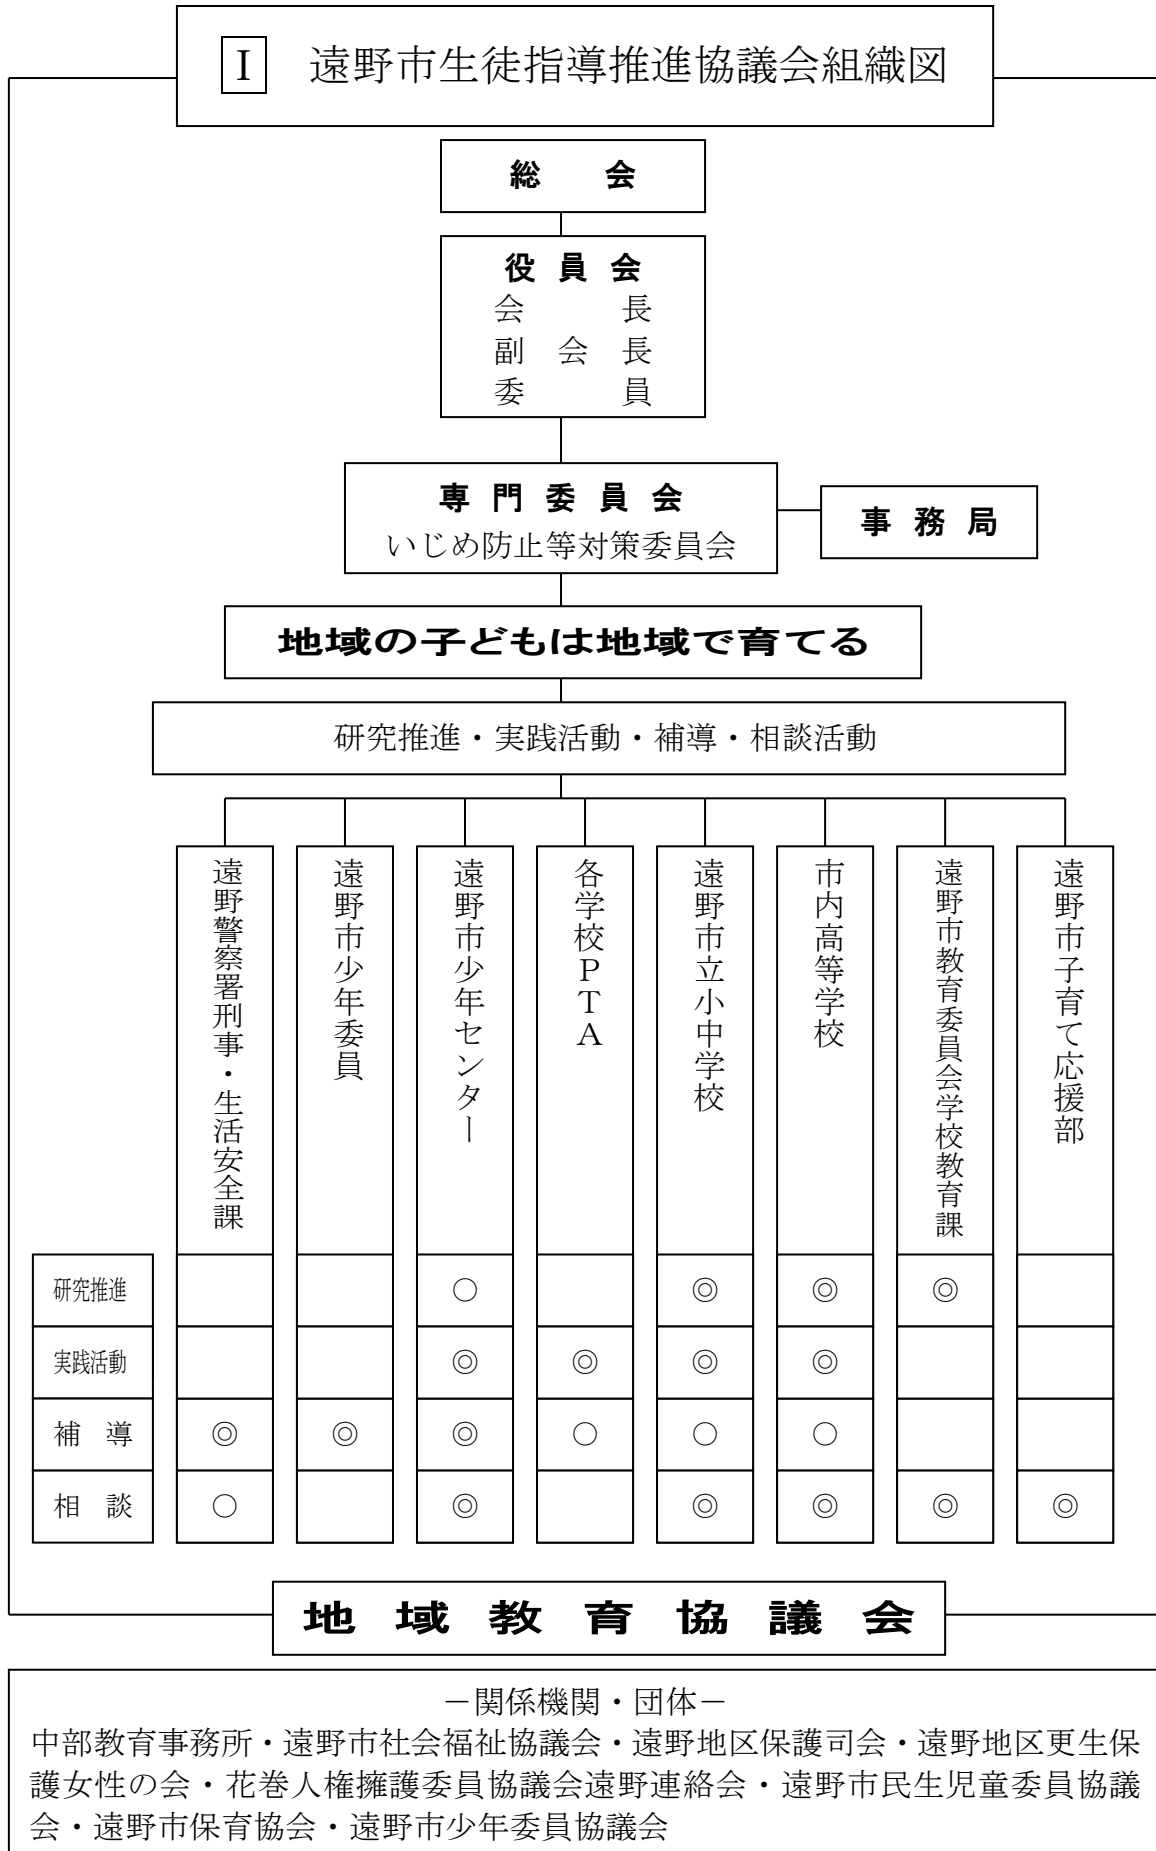 Ⅰ 遠野市生徒指導推進協議会組織図
総 会
役 員 会
会 長
副 会 長
委 員
専 門 委 員 会
いじめ防止等対策委員会
事 務 局
地域の子どもは地域で育てる
研究推進・実践活動・補導・相談活動
遠野警察署刑事・生活安全課
遠野市少年委員
遠野市少年センター
各学校PTA
遠野市立小中学校
市内高等学校
遠野市教育委員会学校教育課
遠野市子育て応援部
研究推進 ○ ◎ ◎ ◎
実践活動 ◎ ◎ ◎ ◎
補 導 ◎ ◎ ◎ ○ ○ ○
相 談 ○ ◎ ◎ ◎ ◎ ◎
地 域 教 育 協 議 会
－関係機関・団体－
中部教育事務所・遠野市社会福祉協議会・遠野地区保護司会・遠野地区更生保
護女性の会・花巻人権擁護委員協議会遠野連絡会・遠野市民生児童委員協議
会・遠野市保育協会・遠野市少年委員協議会